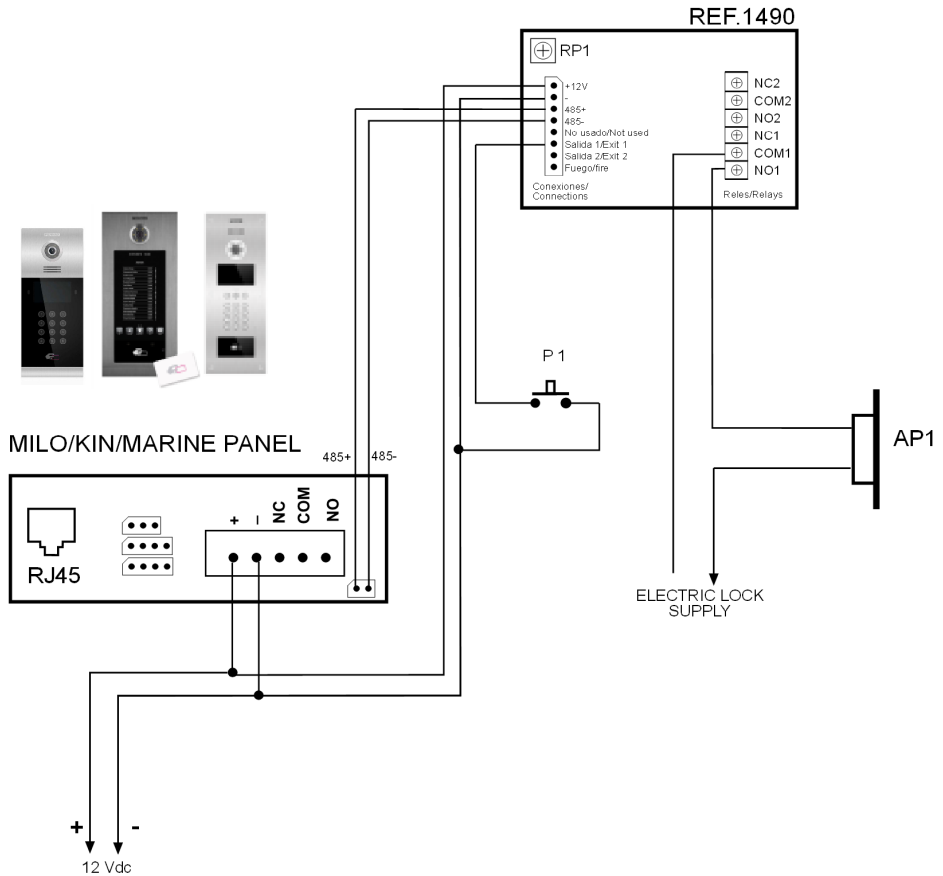 REF.1490
RP1
+12V
-
485+
485-
No usado/Not used
Salida 1/Exit 1
Salida 2/Exit 2
Fuego/fire
Conexiones/
Connections
NC2
COM2
NO2
NC1
COM1
NO1
Reles/Relays
P1
AP1
ELECTRIC LOCK
SUPPLY
MILO/KIN/MARINE PANEL
485+ 485-
+ - NC COM NO
RJ45
+ -
12 Vdc